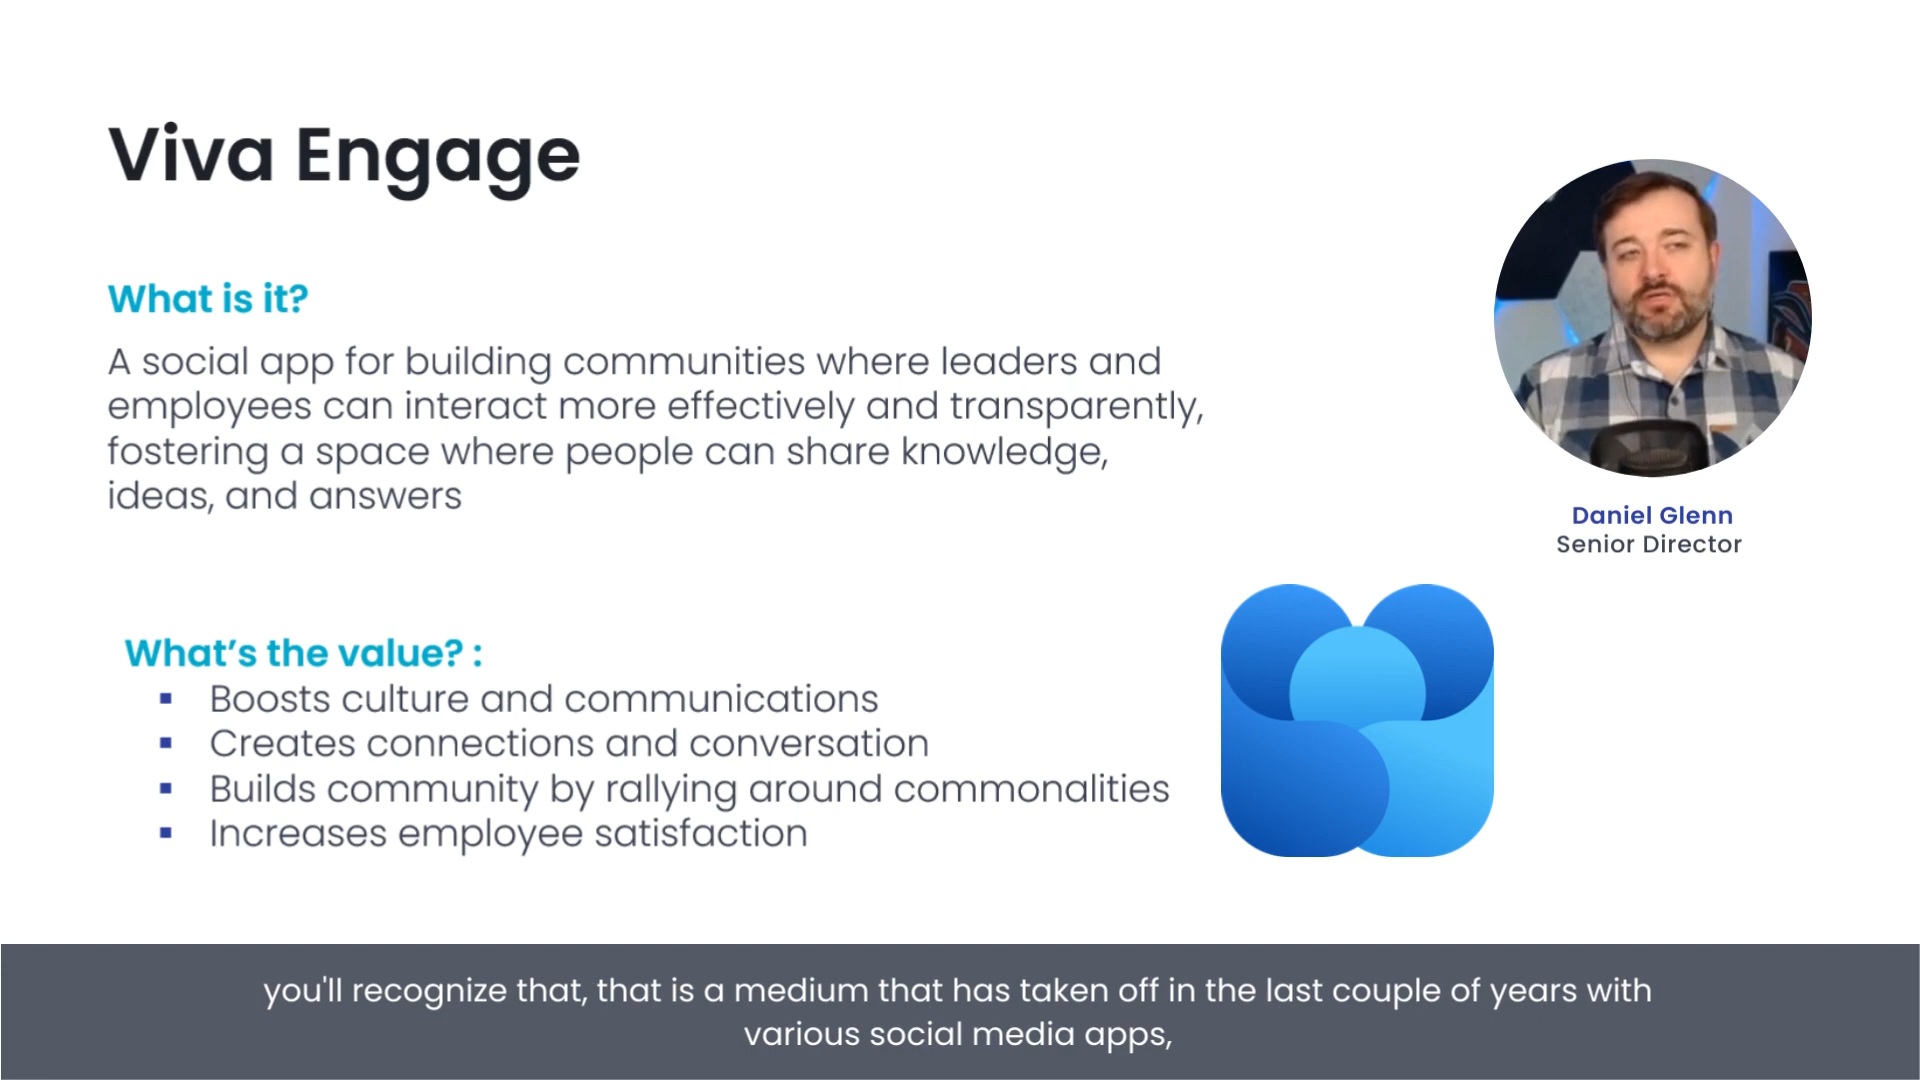 Viva Engage
What is it?
A social app for building communities where leaders and
employees can interact more effectively and transparently,
fostering a space where people can share knowledge,
ideas, and answers
Daniel Glenn
Senior Director
What’s the value? :
▪ Boosts culture and communications
▪ Creates connections and conversation
▪ Builds community by rallying around commonalities
▪ Increases employee satisfaction
you'll recognize that, that is a medium that has taken off in the last couple of years with
various social media apps,